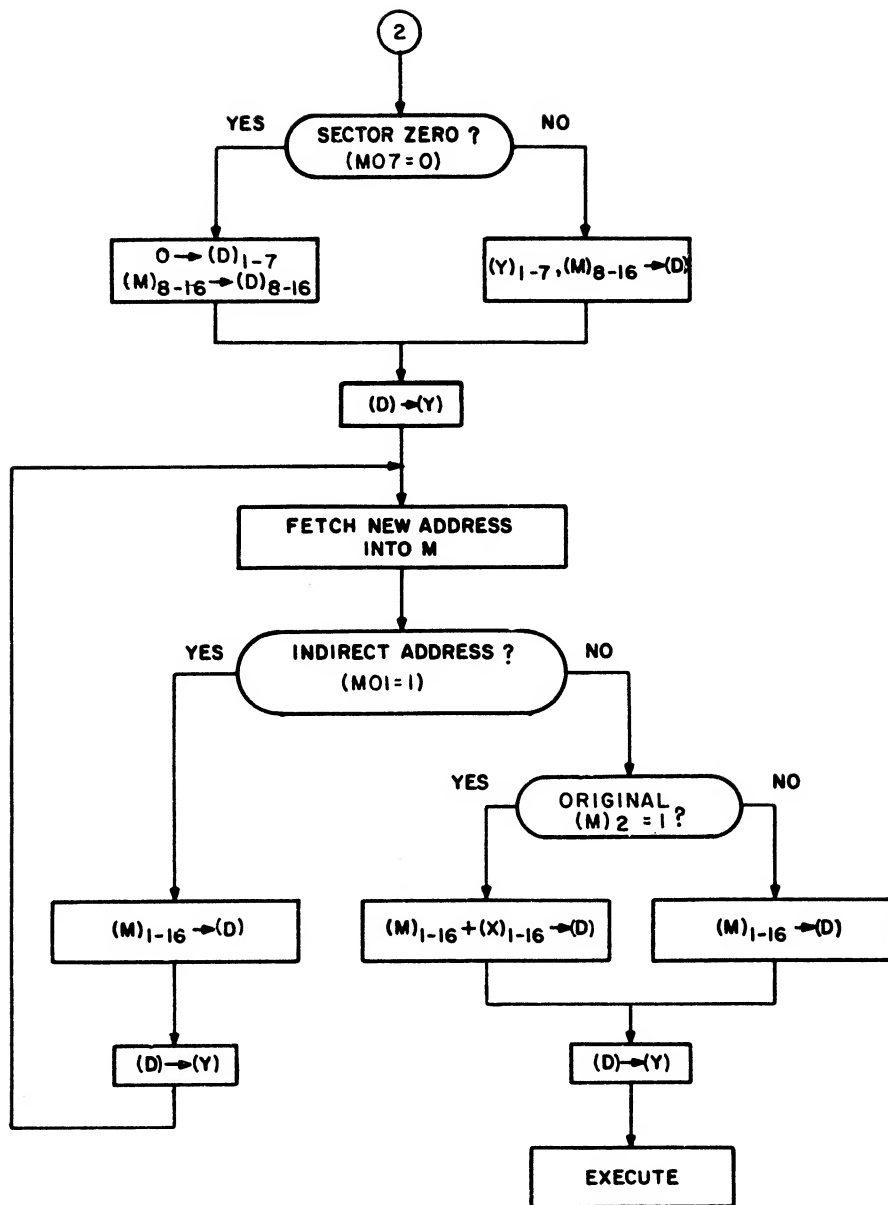 2
YES
SECTOR ZERO ?
NO
(M07=0)
0→(D)1-7
(M)8-16→(D)8-16
(Y)1-7,(M)8-16→(D)
(D)→(Y)
FETCH NEW ADDRESS
INTO M
YES
INDIRECT ADDRESS ?
NO
(M01=1)
YES
ORIGINAL
NO
(M)2 =1?
(M)1-16→(D)
(M)1-16+(X)1-16→(D)
(M)1-16→(D)
(D)→(Y)
(D)→(Y)
EXECUTE